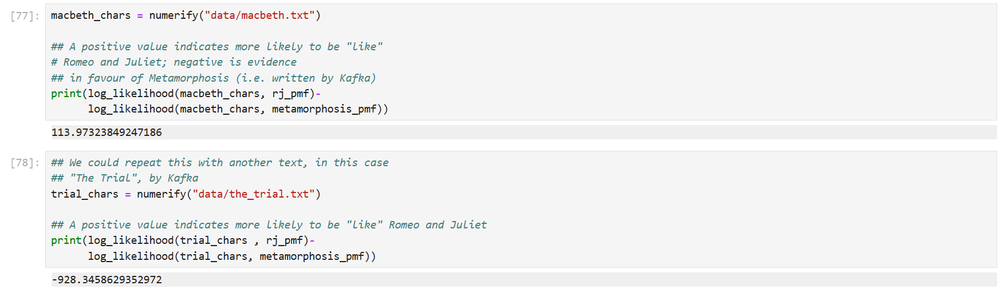 [77]: macbeth_chars = numerify("data/macbeth.txt")
## A positive value indicates more likely to be "like"
# Romeo and Juliet; negative is evidence
## in favour of Metamorphosis (i.e. written by Kafka)
print(log_likelihood(macbeth_chars, rj_pmf)-
log_likelihood(macbeth_chars, metamorphosis_pmf))
113.97323849247186
[78]: ## We could repeat this with another text, in this case
## "The Trial", by Kafka
trial_chars = numerify("data/the_trial.txt")
## A positive value indicates more likely to be "like" Romeo and Juliet
print(log_likelihood(trial_chars , rj_pmf)-
log_likelihood(trial_chars, metamorphosis_pmf))
-928.3458629352972